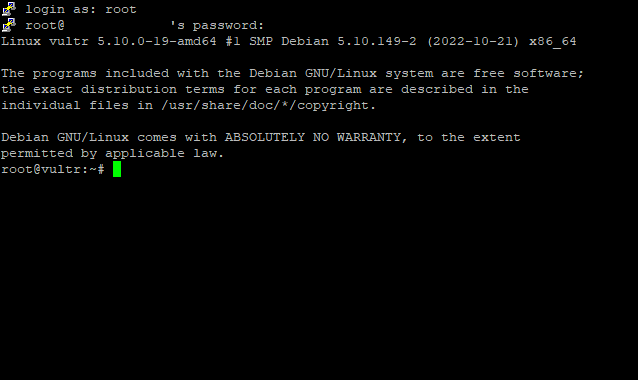 login as: root
root@ 's password:
Linux vultr 5.10.0-19-amd64 #1 SMP Debian 5.10.149-2 (2022-10-21) x86_64
The programs included with the Debian GNU/Linux system are free software;
the exact distribution terms for each program are described in the
individual files in /usr/share/doc/*/copyright.
Debian GNU/Linux comes with ABSOLUTELY NO WARRANTY, to the extent
permitted by applicable law.
root@vultr:~#